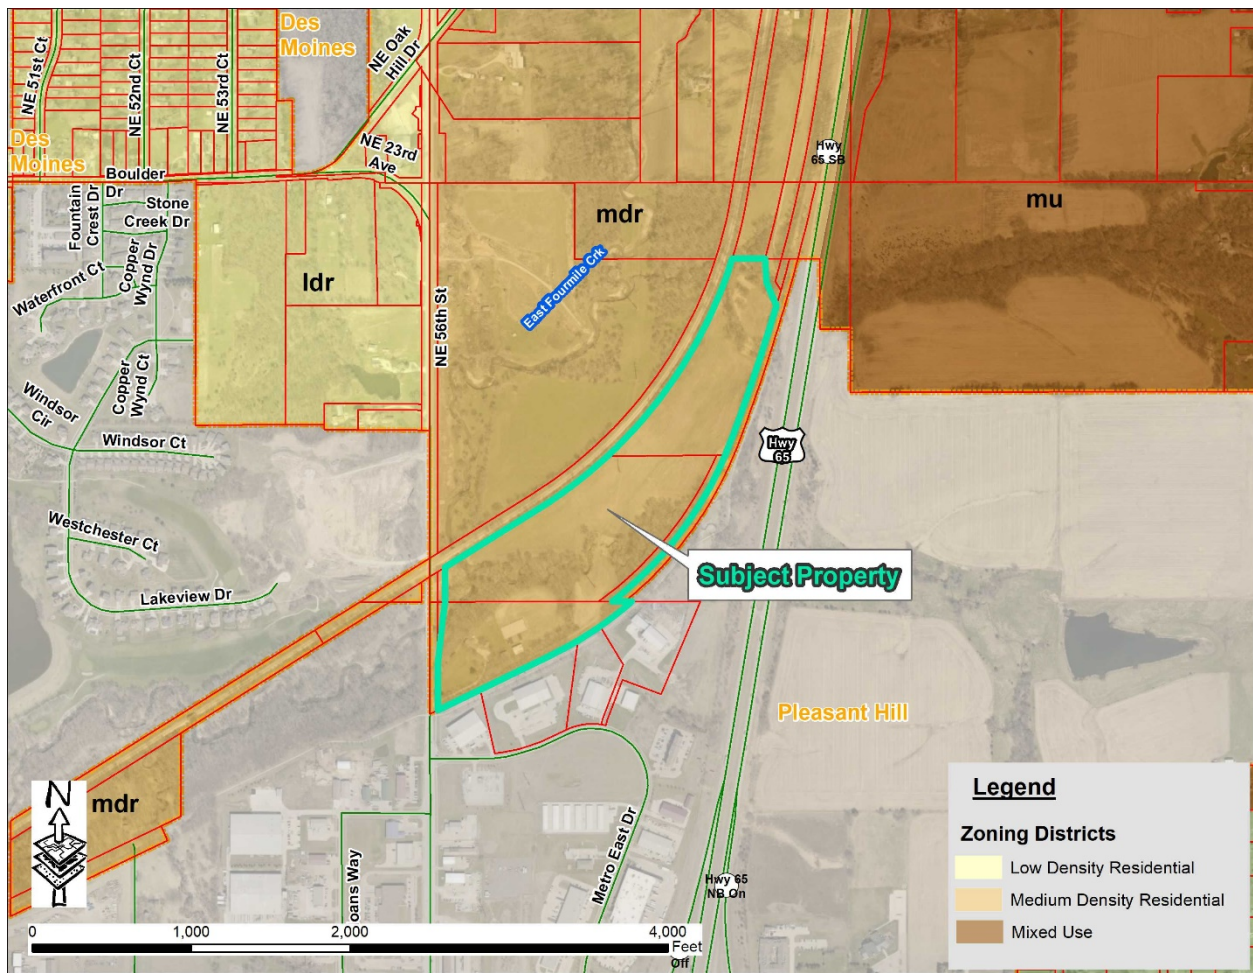 Des
Moines
NE Oak
Hill Dr
NE 51st Ct
NE 52nd Ct
NE 53rd Ct
Des
Moines
NE 23rd
Ave
Hwy
65 SB
Boulder
Dr
Fountain
Crest Dr
Stone
Creek Dr
Copper
Wynd Dr
Waterfront Ct
mdr
mu
ldr
East Fourmile Crk
NE 56th St
Copper
Wynd Ct
Windsor
Cir
Windsor Ct
Hwy
65
Westchester Ct
Lakeview Dr
Subject Property
Pleasant Hill
mdr
N
oans Way
Metro East Dr
Hwy 65
NB On
Legend
Zoning Districts
Low Density Residential
Medium Density Residential
Mixed Use
0 1,000 2,000 4,000
Feet
Off